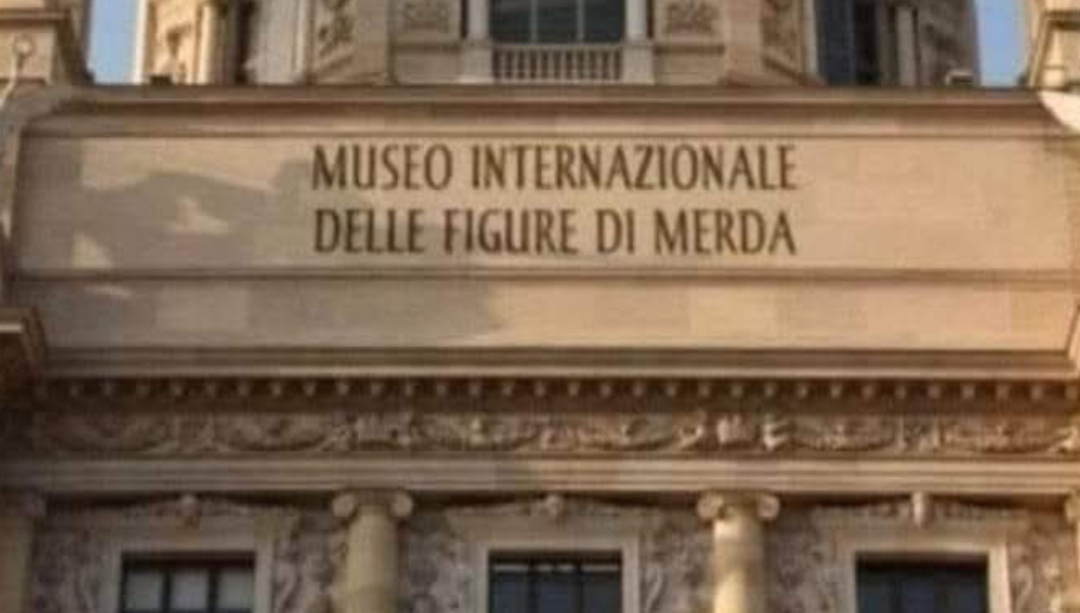 MUSEO INTERNAZIONALE
DELLE FIGURE DI MERDA